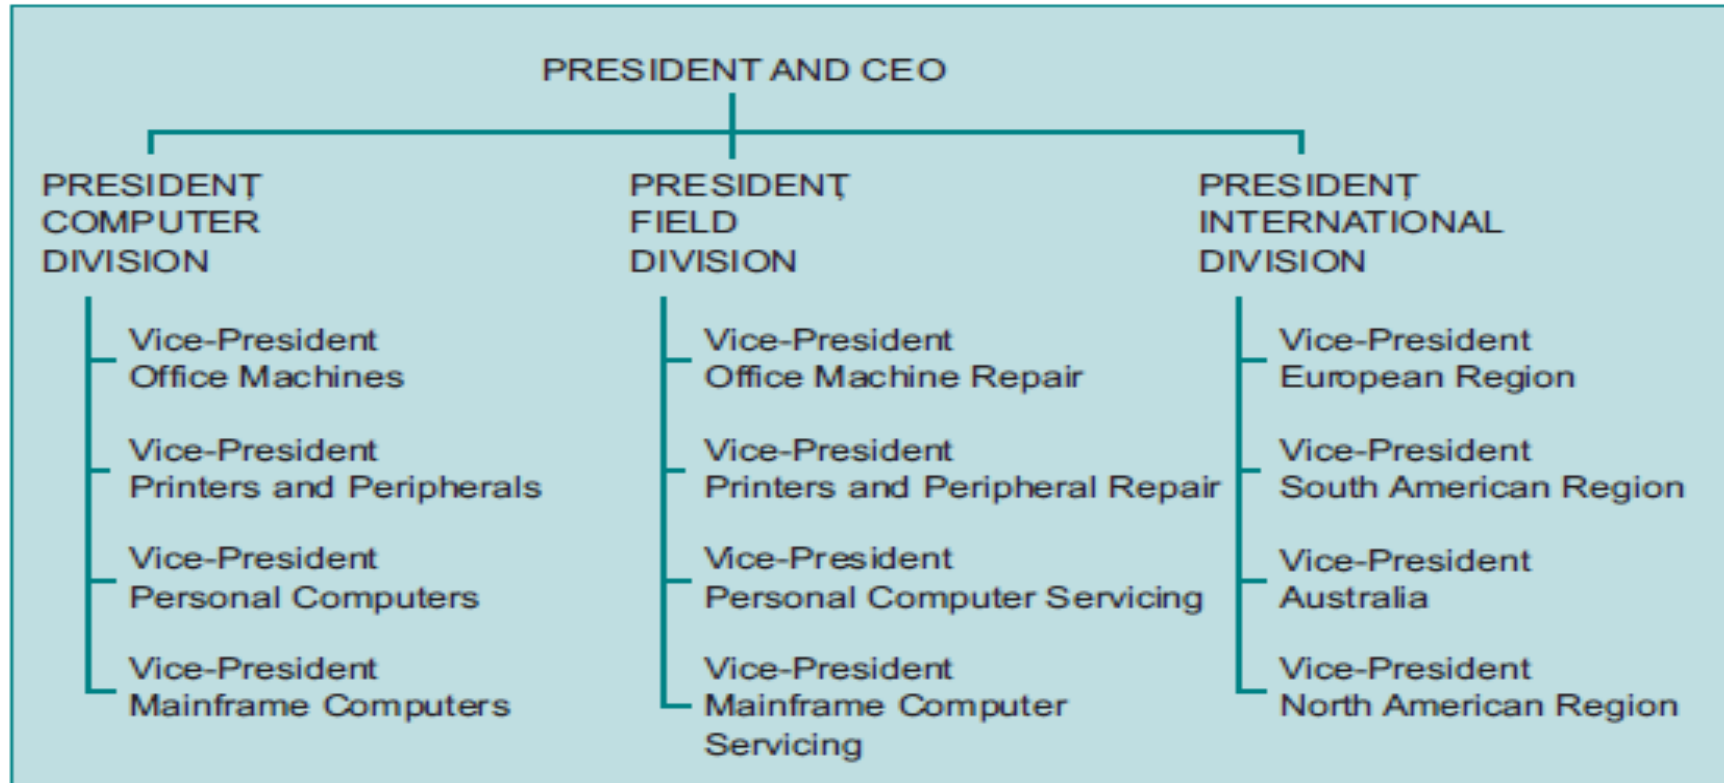 PRESIDENT AND CEO
PRESIDENT,
COMPUTER
DIVISION
Vice-President
Office Machines
Vice-President
Printers and Peripherals
Vice-President
Personal Computers
Vice-President
Mainframe Computers
PRESIDENT,
FIELD
DIVISION
Vice-President
Office Machine Repair
Vice-President
Printers and Peripheral Repair
Vice-President
Personal Computer Servicing
Vice-President
Mainframe Computer
Servicing
PRESIDENT,
INTERNATIONAL
DIVISION
Vice-President
European Region
Vice-President
South American Region
Vice-President
Australia
Vice-President
North American Region